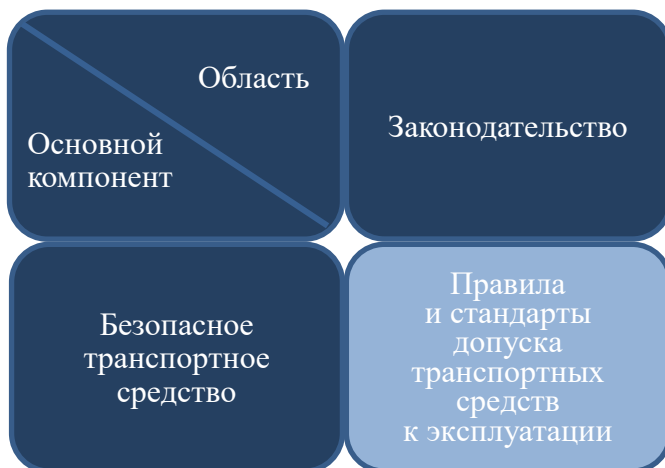 Область
Основной
компонент
Законодательство
Безопасное
транспортное
средство
Правила
и стандарты
допуска
транспортных
средств
к эксплуатации